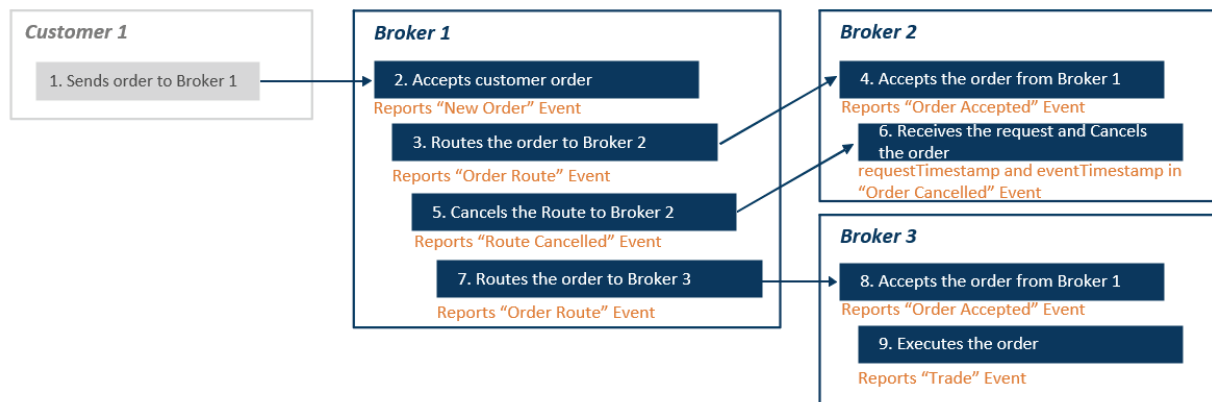 Customer 1
1. Sends order to Broker 1
Broker 1
2. Accepts customer order
Reports “New Order” Event
3. Routes the order to Broker 2
Reports “Order Route” Event
5. Cancels the Route to Broker 2
Reports “Route Cancelled” Event
7. Routes the order to Broker 3
Reports “Order Route” Event
Broker 2
4. Accepts the order from Broker 1
Reports “Order Accepted” Event
6. Receives the request and Cancels
the order
requestTimestamp and eventTimestamp in
“Order Cancelled” Event
Broker 3
8. Accepts the order from Broker 1
Reports “Order Accepted” Event
9. Executes the order
Reports “Trade” Event